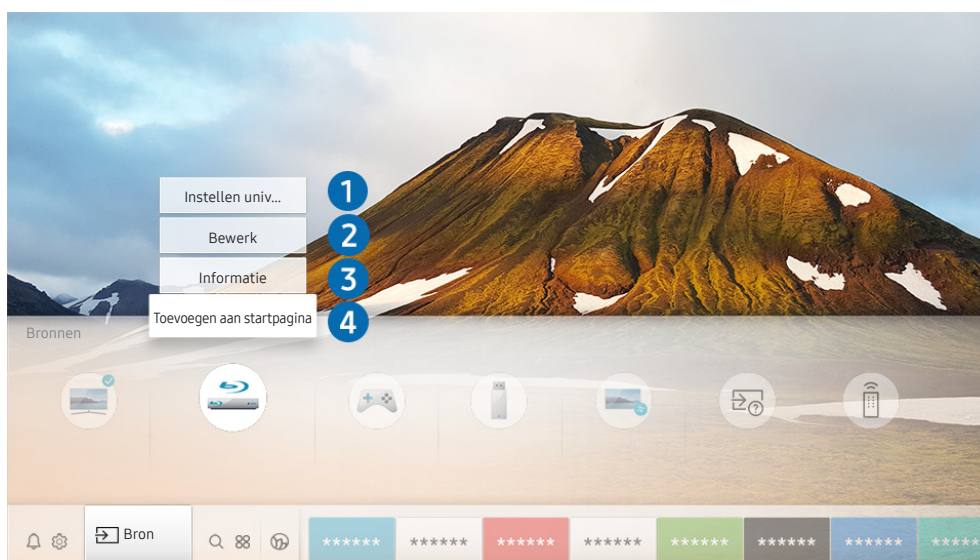 Instellen univ...
1
Bewerk
2
Informatie
3
Toevoegen aan startpagina
4
Bronnen
Bron
****** ****** ****** ****** ****** ****** ****** *****